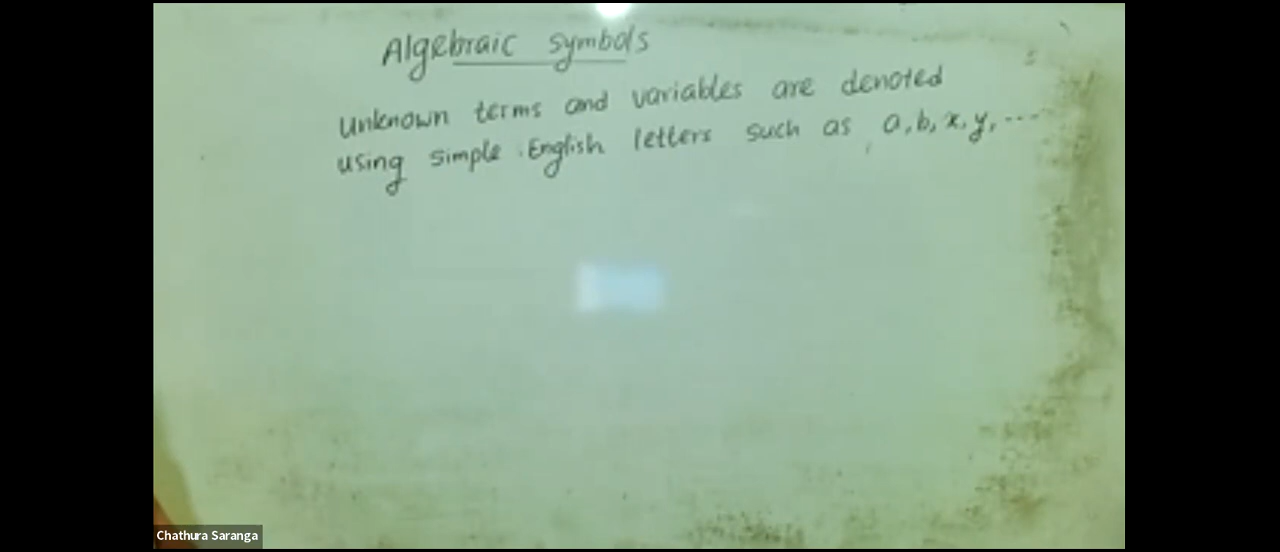 Algebraic symbols
unknown terms and variables are denoted
using simple English letters such as a, b, x, y, ---
Chathura Saranga